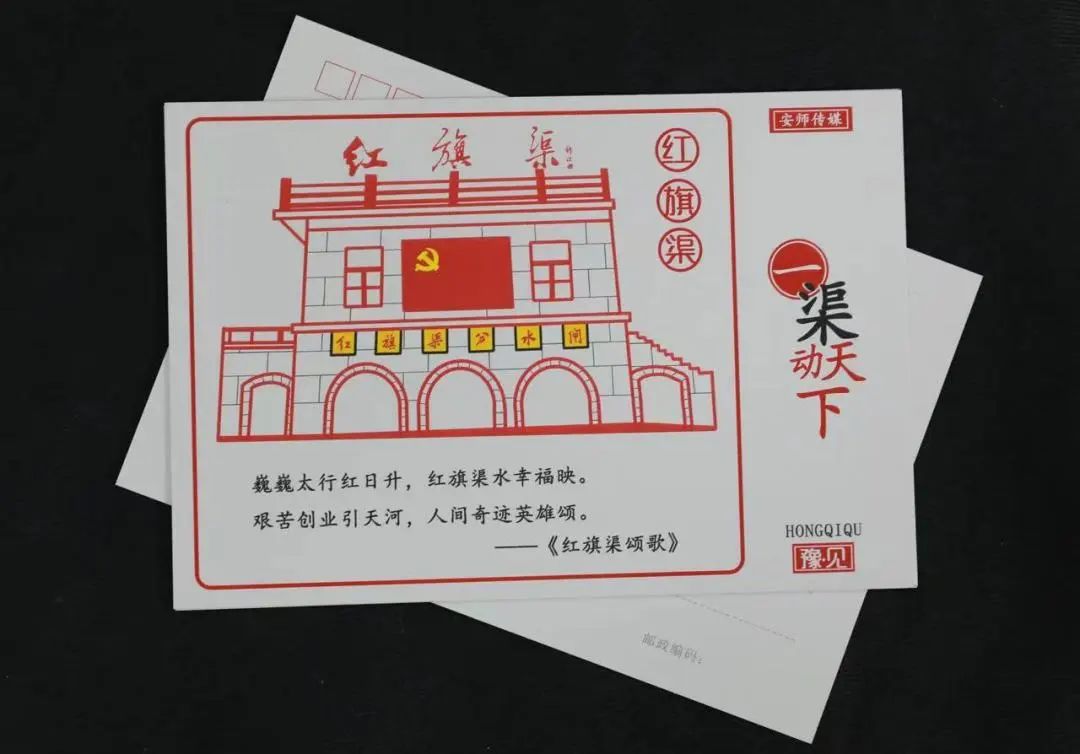 红旗渠
红旗渠
安师传媒
一渠动天下
红旗渠分水闸
巍巍太行红日升，红旗渠水幸福映。
艰苦创业引天河，人间奇迹英雄颂。
——《红旗渠颂歌》
HONGQIQU
豫·见
邮政编码：